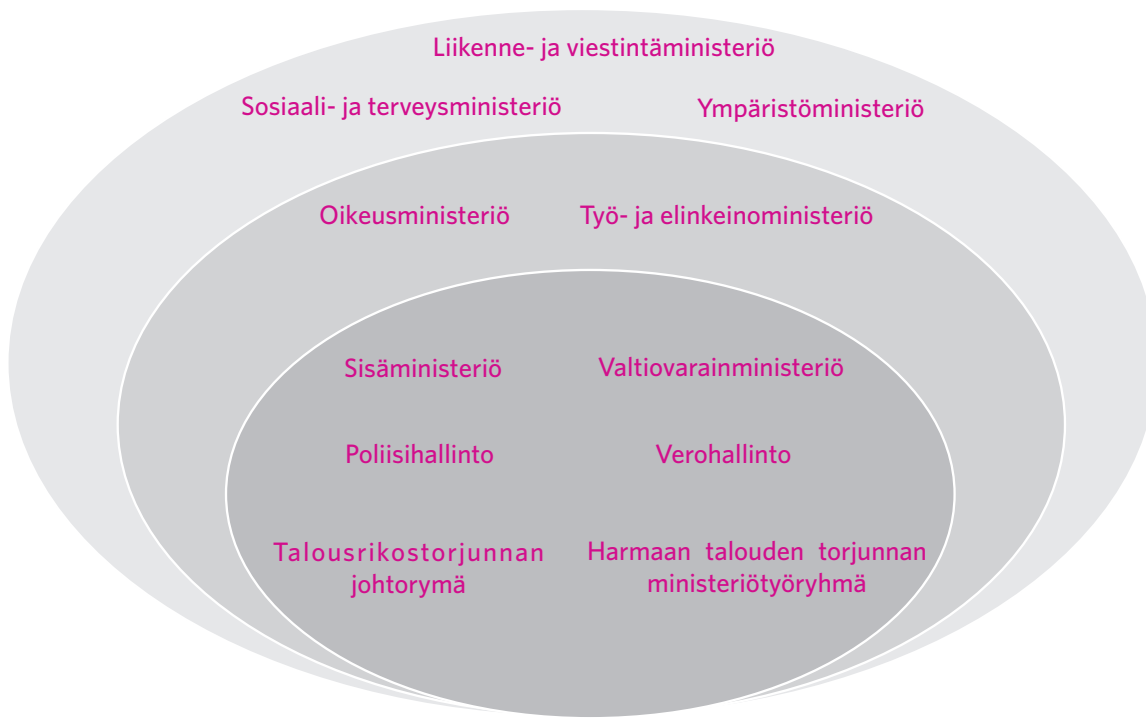 Liikenne- ja viestintäministeriö
Sosiaali- ja terveysministeriö
Ympäristöministeriö
Oikeusministeriö
Työ- ja elinkeinoministeriö
Sisäministeriö
Valtiovarainministeriö
Poliisihallinto
Verohallinto
Talousrikostorjunnan
johtorymä
Harmaan talouden torjunnan
ministeriötyöryhmä